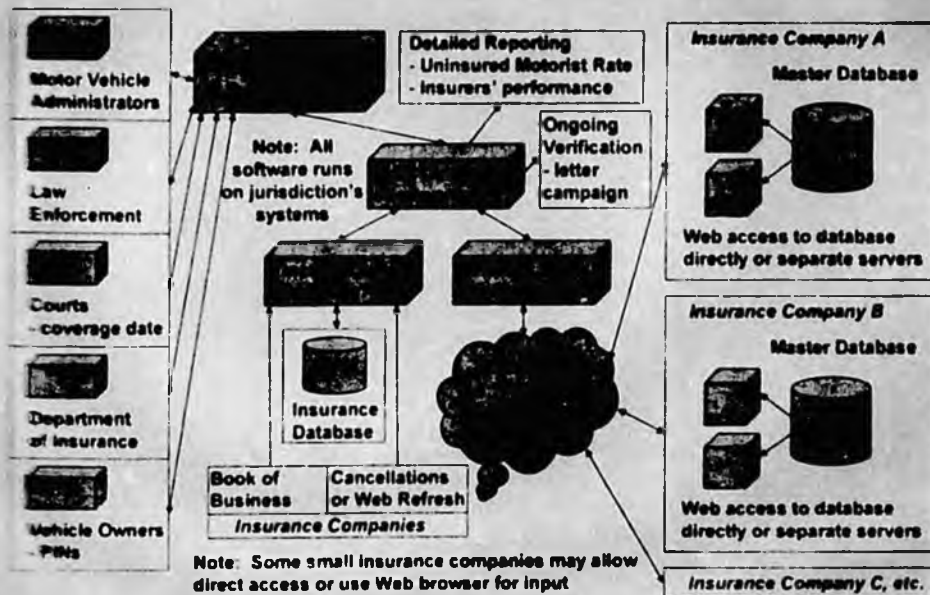 Motor Vehicle
Administrators
Law
Enforcement
Courts
- coverage date
Department
of Insurance
Vehicle Owners
- PINs
Note: All
software runs
on jurisdiction's
systems
Detailed Reporting
- Uninsured Motorist Rate
- Insurers' performance
Ongoing
Verification
- letter
campaign
Insurance
Database
Book of
Business
Cancellations
or Web Refresh
Insurance Companies
Note: Some small insurance companies may allow
direct access or use Web browser for input
Insurance Company A
Master Database
Web access to database
directly or separate servers
Insurance Company B
Master Database
Web access to database
directly or separate servers
Insurance Company C, etc.